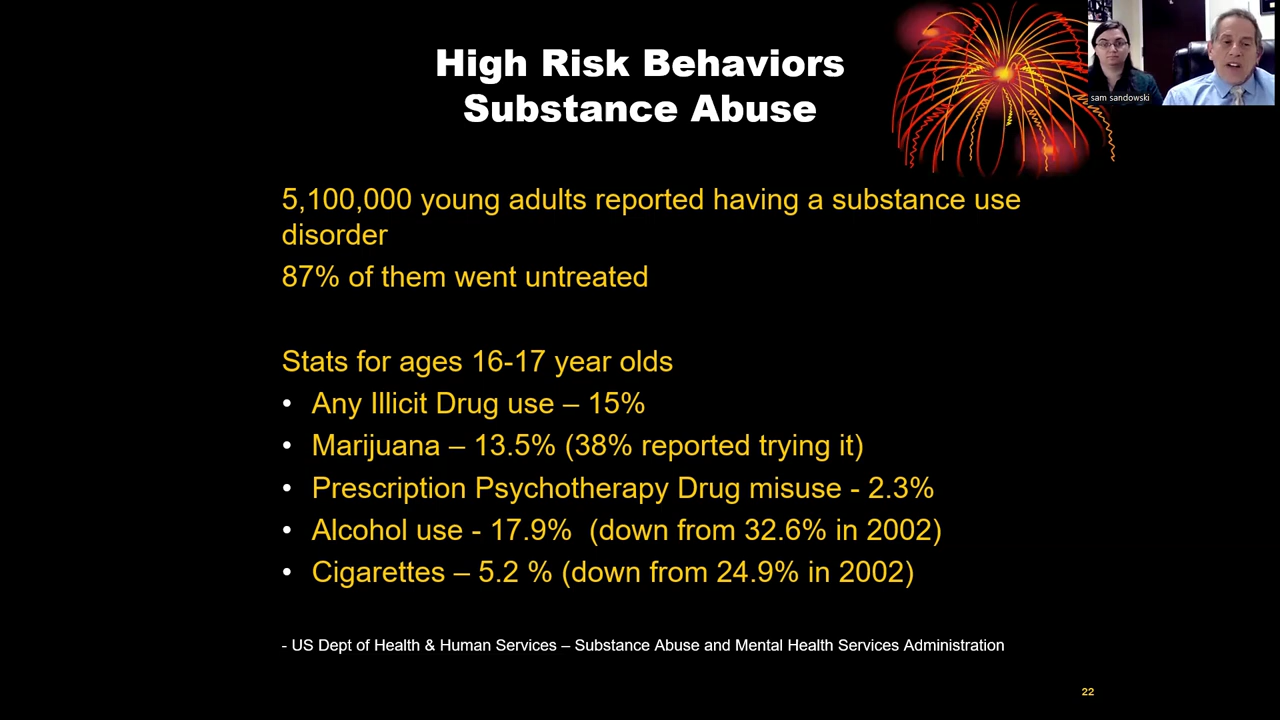 High Risk Behaviors
Substance Abuse
sam sandowski
5,100,000 young adults reported having a substance use
disorder
87% of them went untreated
Stats for ages 16-17 year olds
• Any Illicit Drug use – 15%
• Marijuana – 13.5% (38% reported trying it)
• Prescription Psychotherapy Drug misuse - 2.3%
• Alcohol use - 17.9%  (down from 32.6% in 2002)
• Cigarettes – 5.2 % (down from 24.9% in 2002)
- US Dept of Health & Human Services – Substance Abuse and Mental Health Services Administration
22